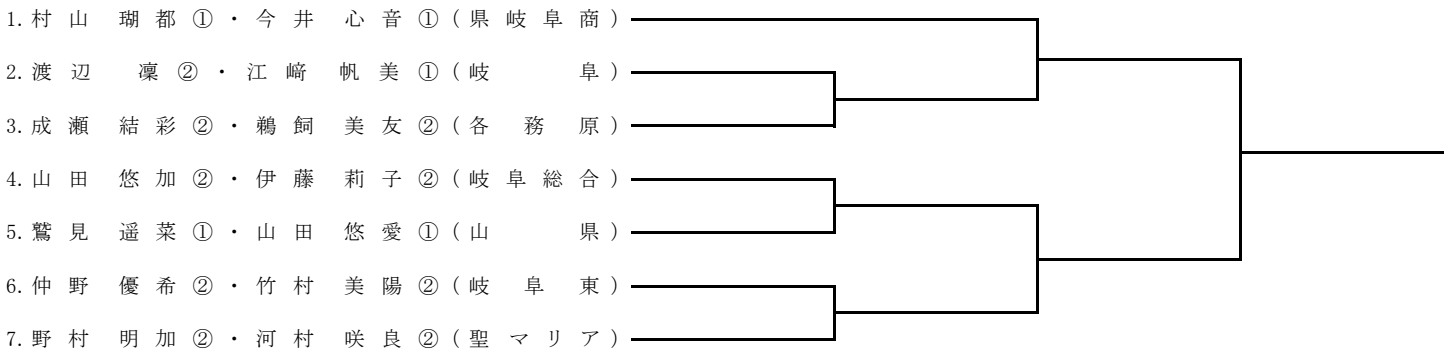 1. 村山 瑚都①・今井 心音①(県岐阜商)
2. 渡辺 凜②・江﨑 帆美①(岐阜)
3. 成瀬 結彩②・鵜飼 美友②(各務原)
4. 山田 悠加②・伊藤 莉子②(岐阜総合)
5. 鷲見 遥菜①・山田 悠愛①(山県)
6. 仲野 優希②・竹村 美陽②(岐阜東)
7. 野村 明加②・河村 咲良②(聖マリア)